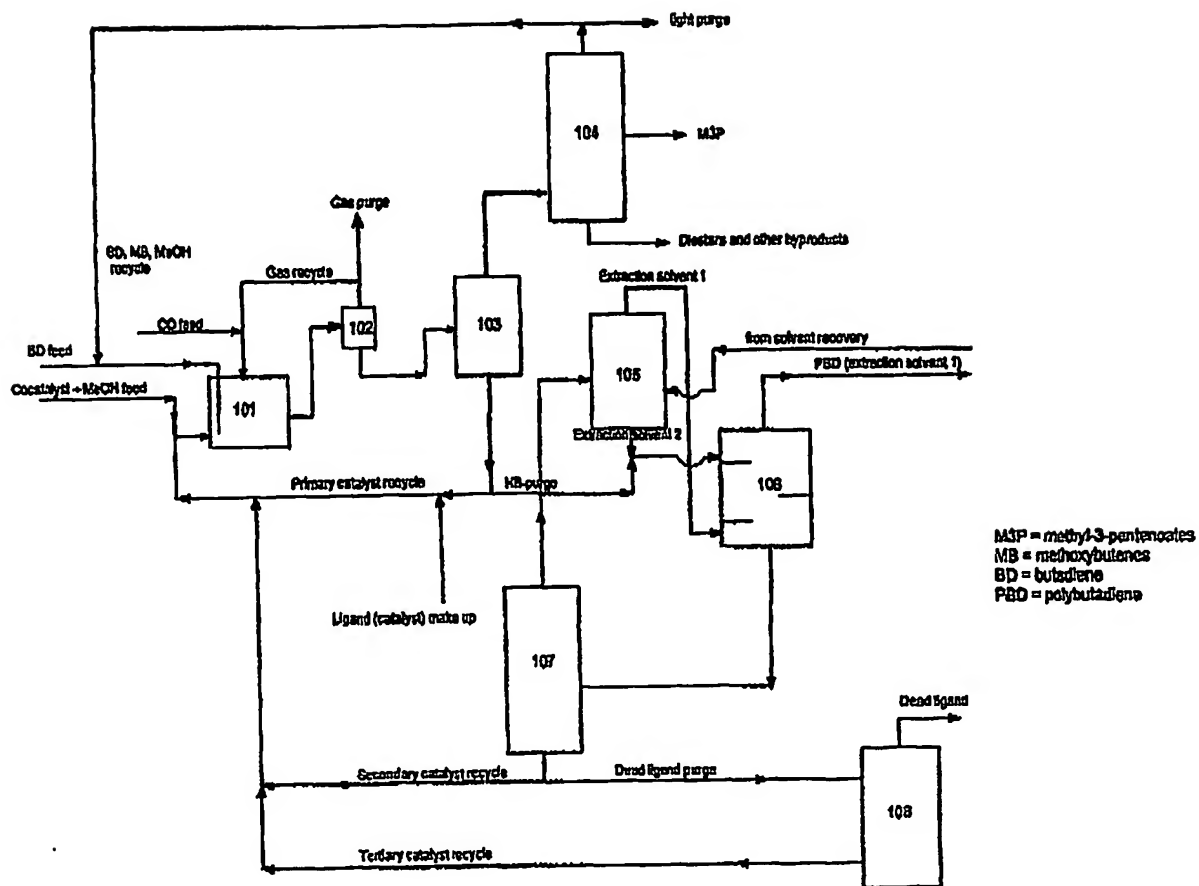 light purge
104
M3P
Gas purge
Diesters and other byproducts
BD, MB, MeOH
recycle
Gas recycle
Extraction solvent 1
103
102
CO feed
105
from solvent recovery
BD feed
PBD (extraction solvent 1)
Cocatalyst + MeOH feed
101
Extraction solvent 2
Primary catalyst recycle
HB-purge
106
M3P = methyl-3-pentenoates
MB = methoxybutenes
BD = butadiene
PBD = polybutadiene
Ligand (catalyst) make up
107
Dead ligand
Secondary catalyst recycle
Dead ligand purge
108
Tertiary catalyst recycle